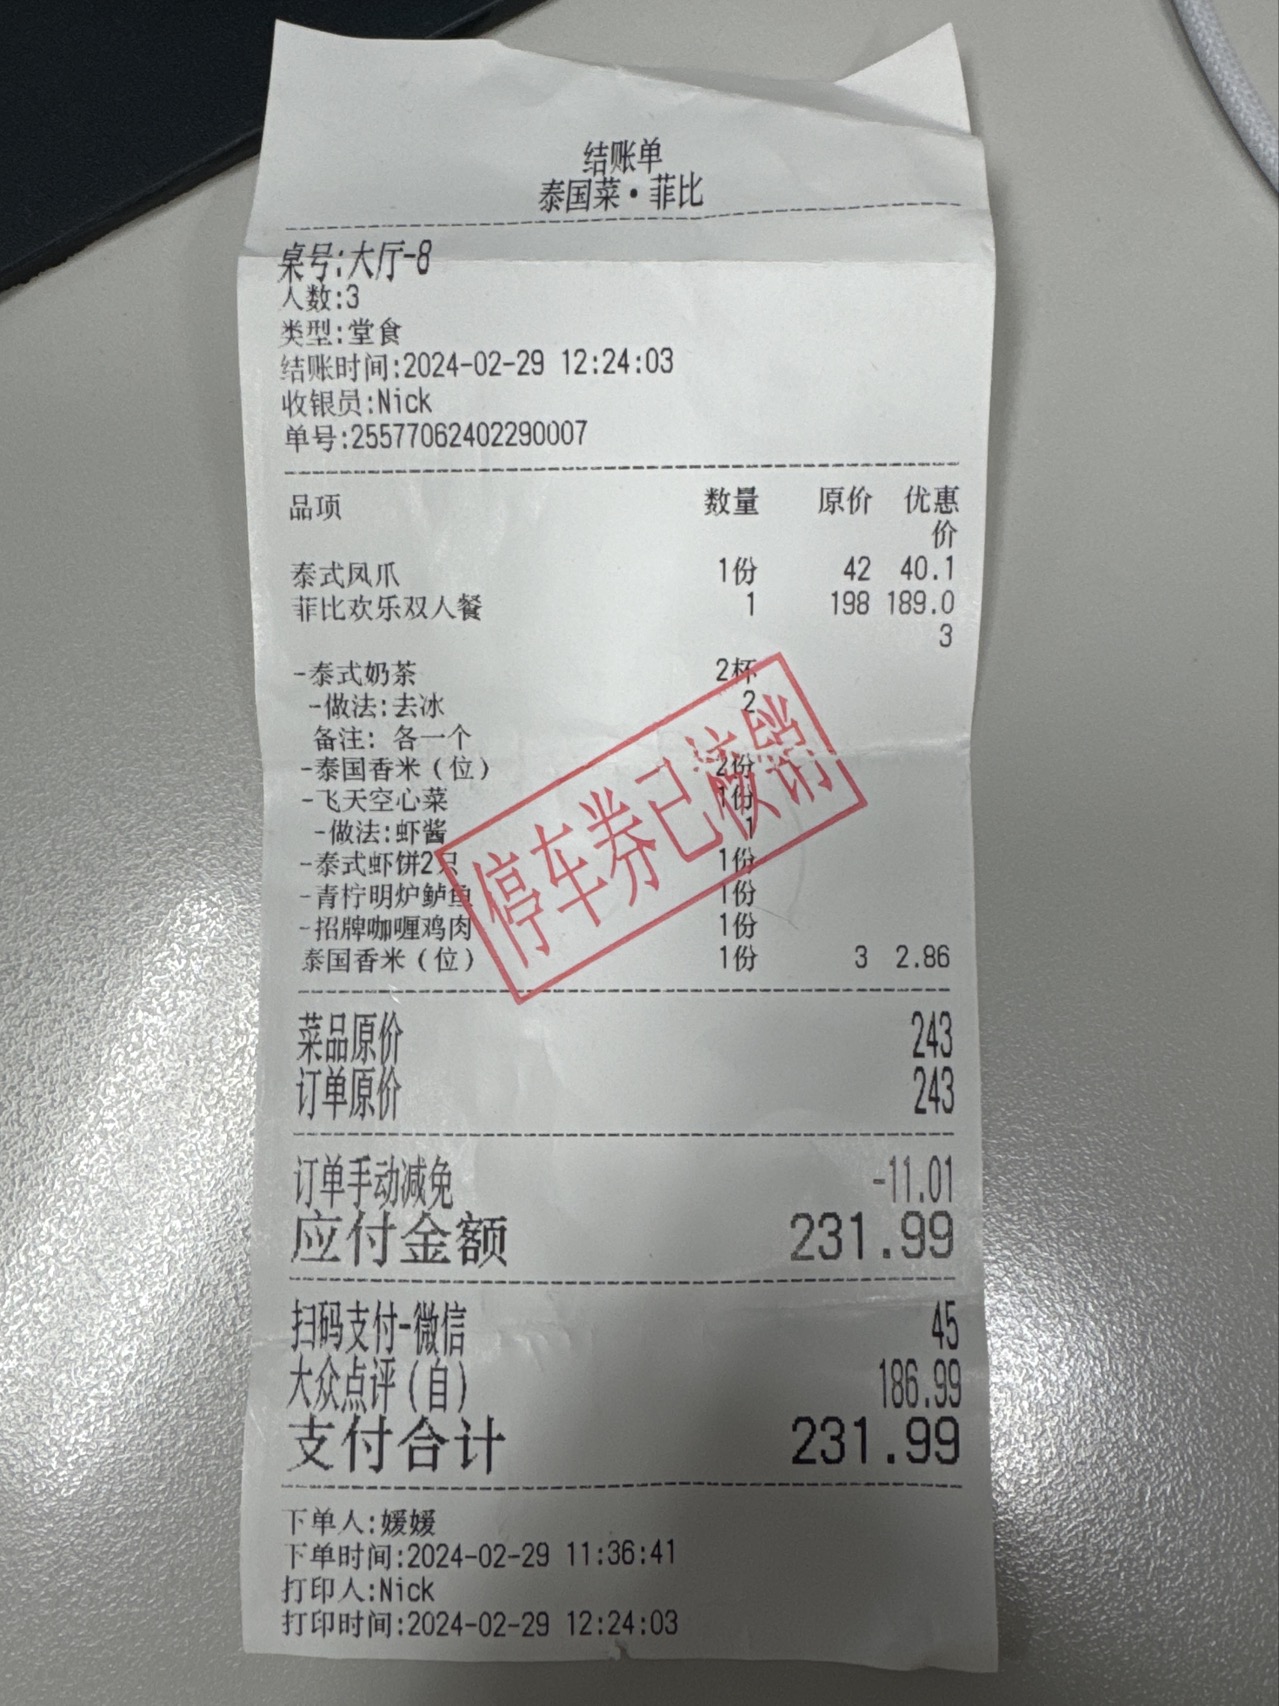 结账单
泰国菜·菲比
桌号:大厅-8
人数:3
类型:堂食
结账时间:2024-02-29 12:24:03
收银员:Nick
单号:25577062402290007
品项 数量 原价 优惠
价
泰式凤爪 1份 42 40.1
菲比欢乐双人餐 1 198 189.0
3
-泰式奶茶 2杯
-做法:去冰 2
备注: 各一个
-泰国香米(位) 2份
-飞天空心菜 1份
-做法:虾酱 1
-泰式虾饼2只 1份
-青柠明炉鲈鱼 1份
-招牌咖喱鸡肉 1份
泰国香米(位) 1份 3 2.86
停车券已核销
菜品原价 243
订单原价 243
订单手动减免 -11.01
应付金额 231.99
扫码支付-微信 45
大众点评(自) 186.99
支付合计 231.99
下单人:媛媛
下单时间:2024-02-29 11:36:41
打印人:Nick
打印时间:2024-02-29 12:24:03